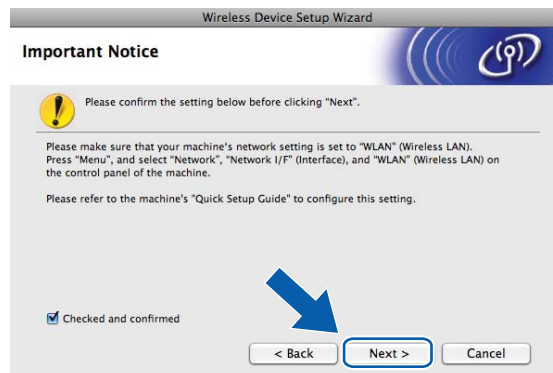 Wireless Device Setup Wizard
Important Notice
Please confirm the setting below before clicking "Next".
Please make sure that your machine's network setting is set to "WLAN" (Wireless LAN).
Press "Menu", and select "Network", "Network I/F" (Interface), and "WLAN" (Wireless LAN) on
the control panel of the machine.
Please refer to the machine's "Quick Setup Guide" to configure this setting.
Checked and confirmed
< Back Next > Cancel